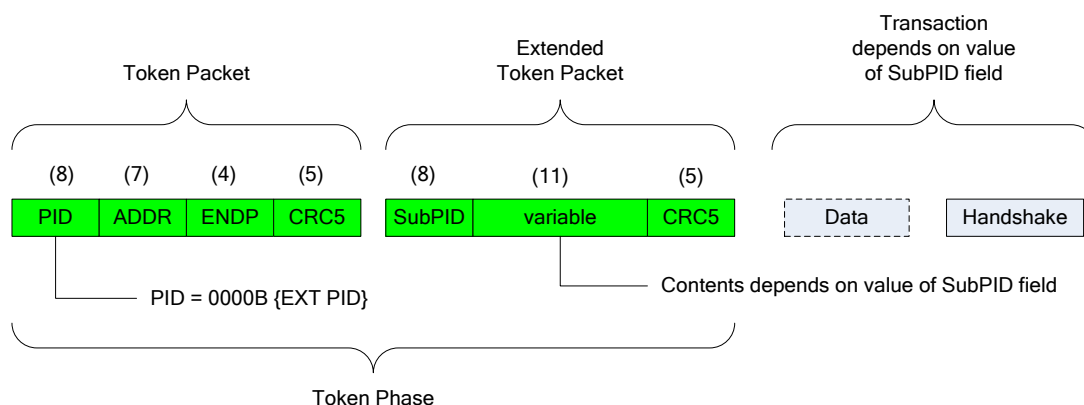 Transaction
depends on value
of SubPID field
Extended
Token Packet
Token Packet
(8) (7) (4) (5) (8) (11) (5)
PID ADDR ENDP CRC5 SubPID variable CRC5 Data Handshake
PID = 0000B {EXT PID}
Contents depends on value of SubPID field
Token Phase